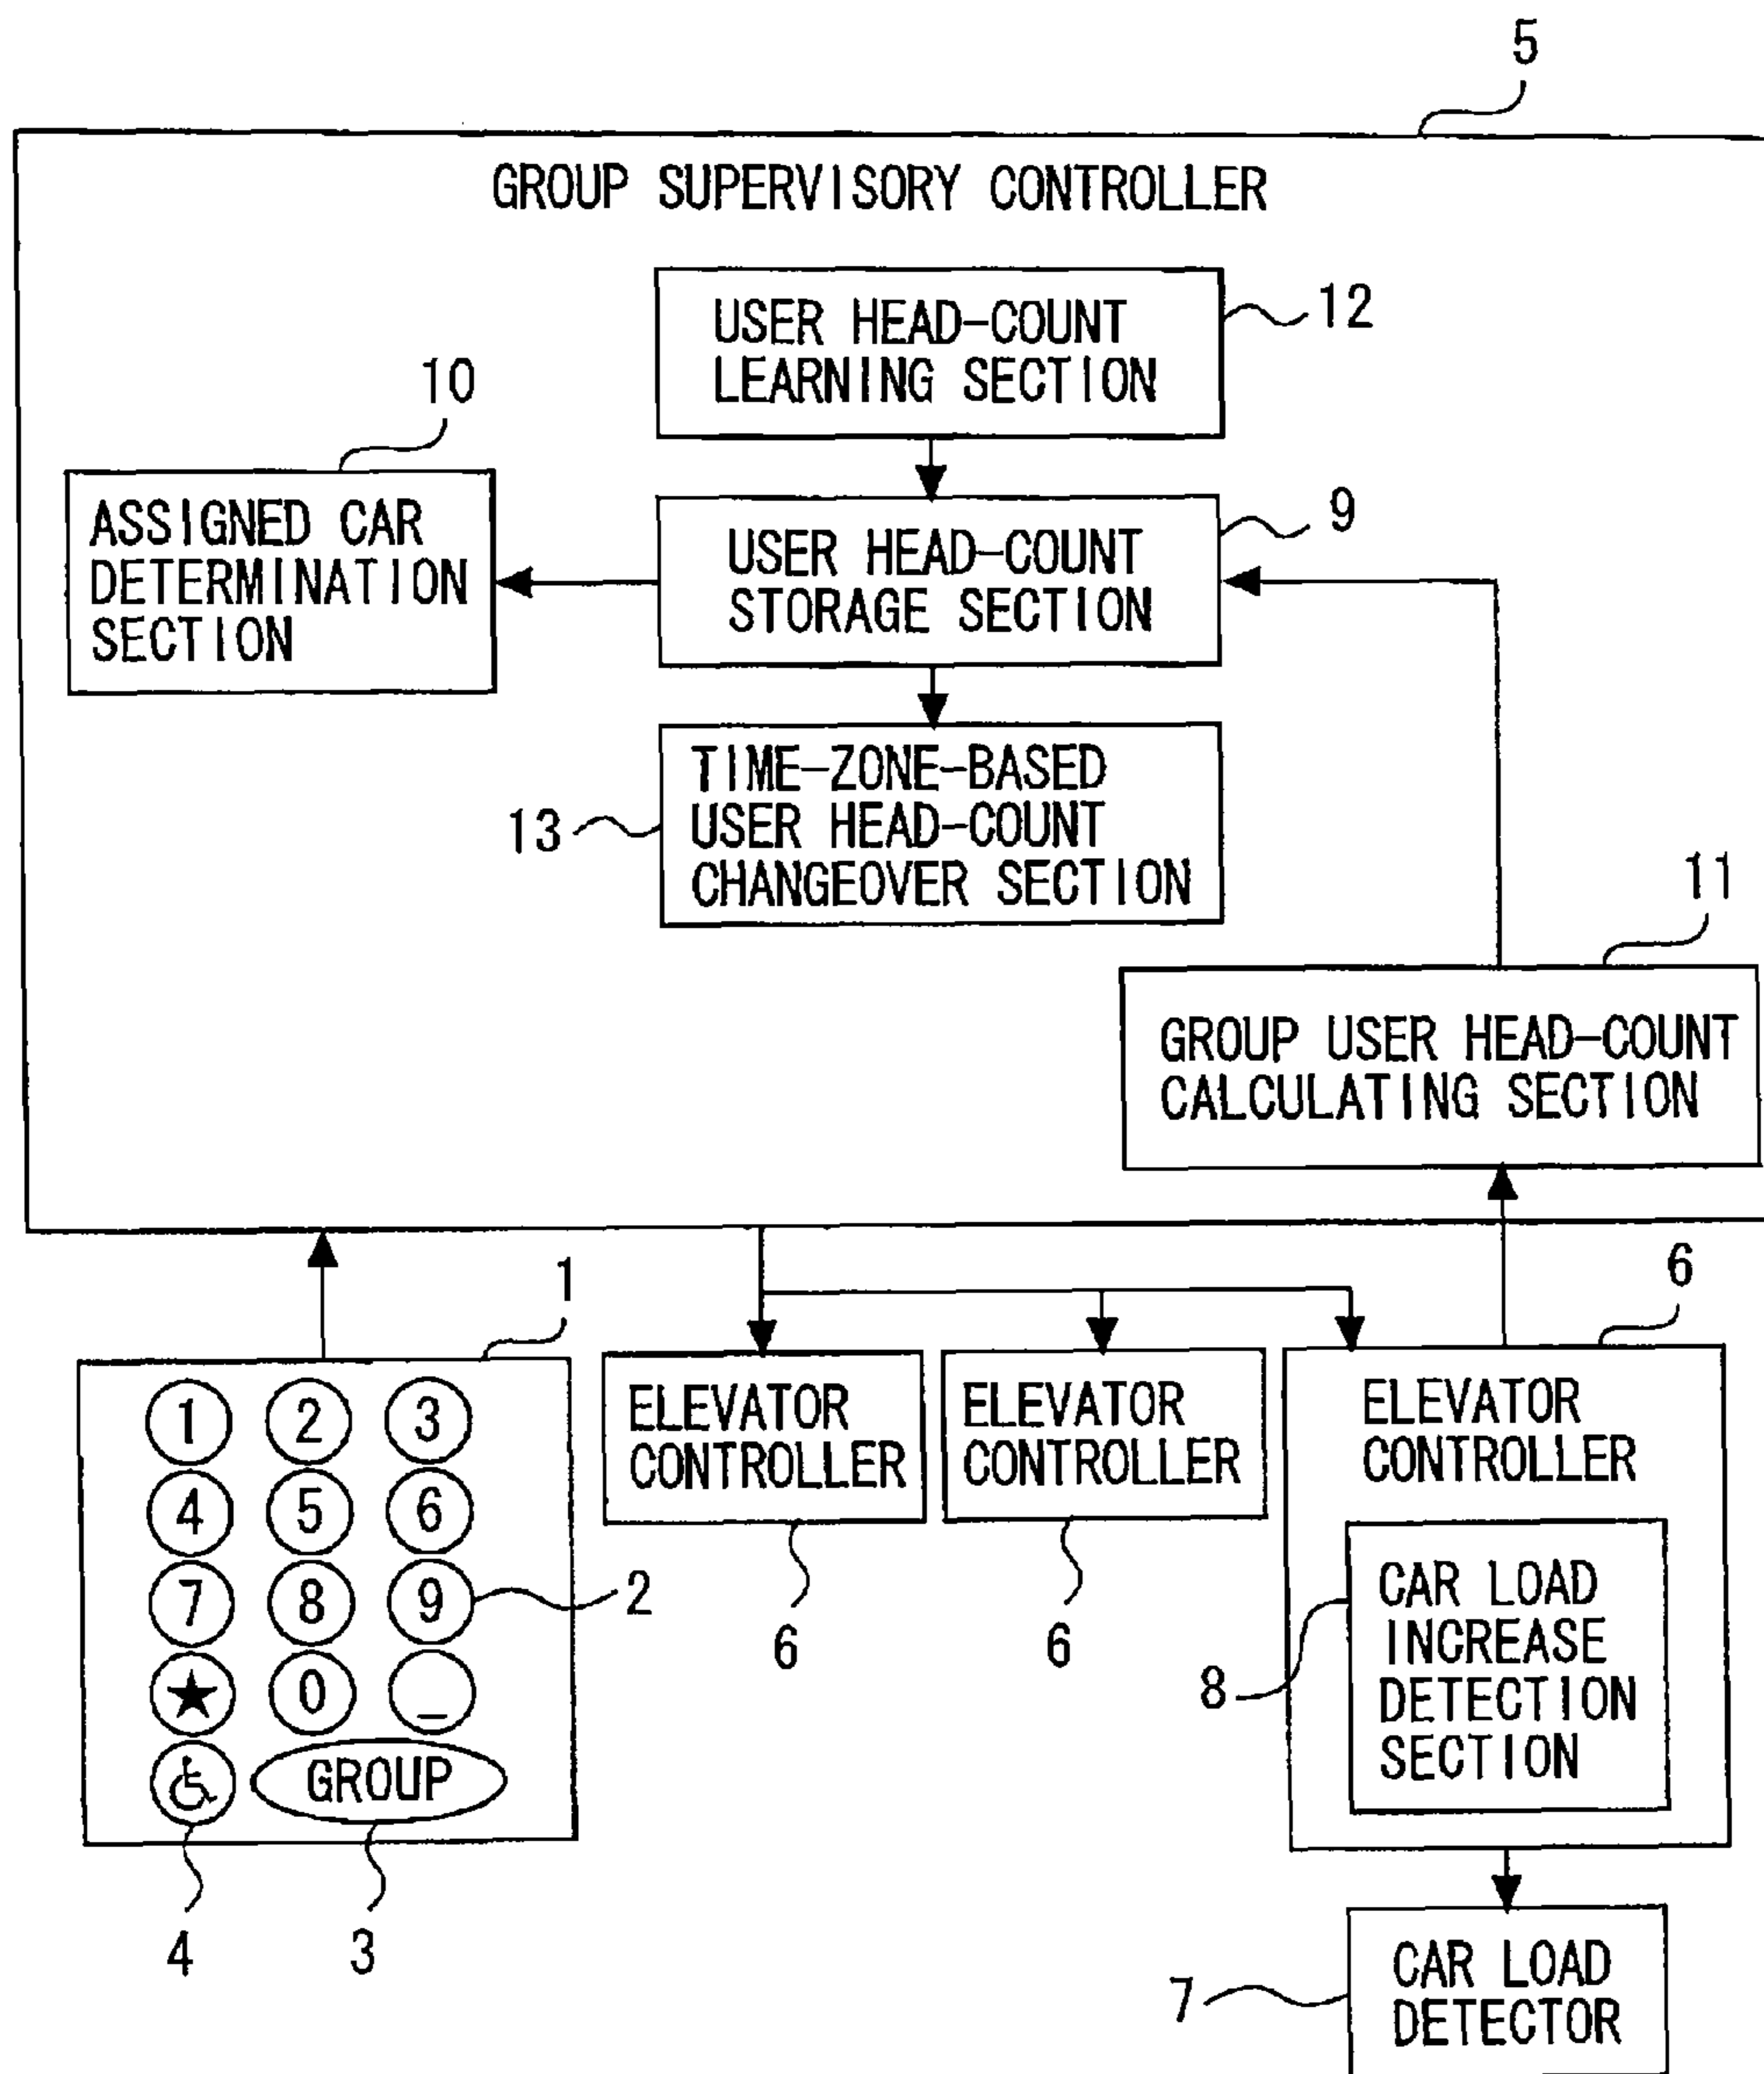 5
GROUP SUPERVISORY CONTROLLER
USER HEAD-COUNT
LEARNING SECTION
12
10
ASSIGNED CAR
DETERMINATION
SECTION
USER HEAD-COUNT
STORAGE SECTION
9
TIME-ZONE-BASED
USER HEAD-COUNT
CHANGEOVER SECTION
13
11
GROUP USER HEAD-COUNT
CALCULATING SECTION
1
1 2 3
4 5 6
7 8 9
2
★ 0 _
GROUP
4
3
ELEVATOR
CONTROLLER
6
ELEVATOR
CONTROLLER
6
6
ELEVATOR
CONTROLLER
CAR LOAD
INCREASE
DETECTION
SECTION
8
CAR LOAD
DETECTOR
7